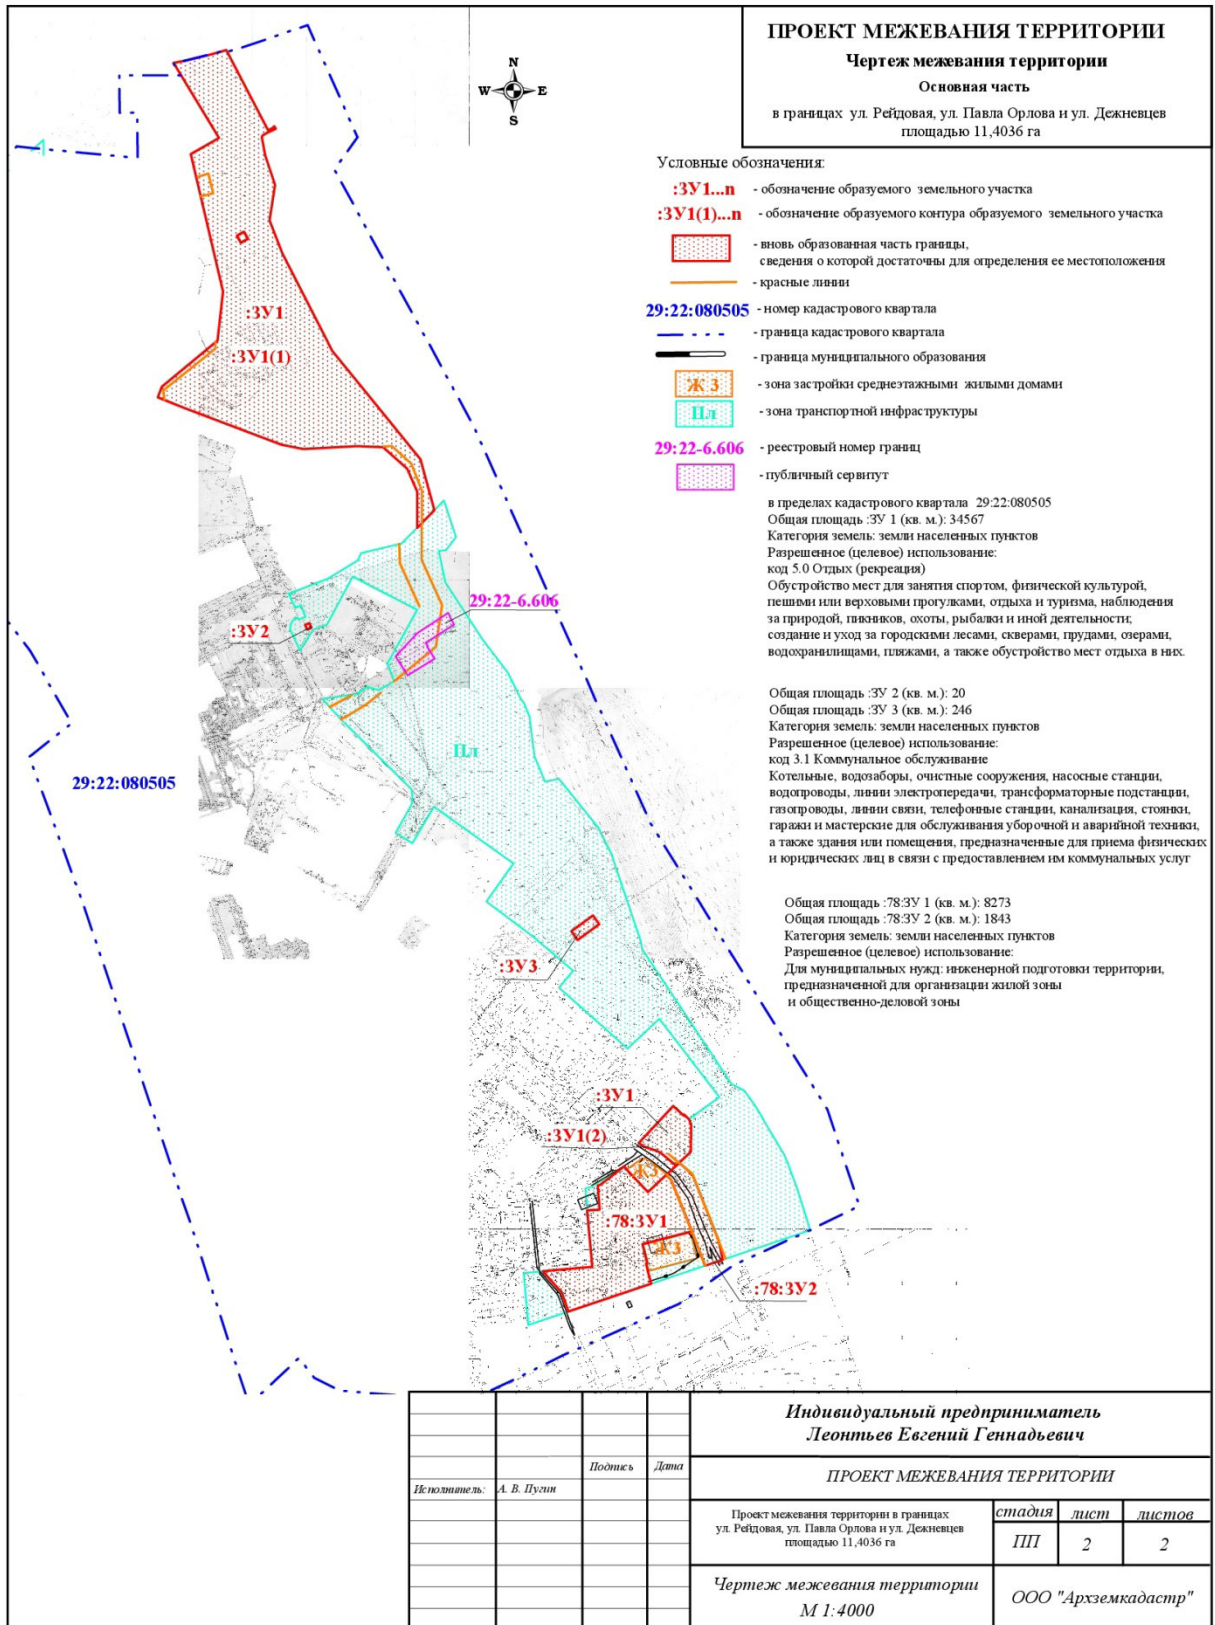 ПРОЕКТ МЕЖЕВАНИЯ ТЕРРИТОРИИ
Чертеж межевания территории
Основная часть
в границах ул. Рейдовая, ул. Павла Орлова и ул. Дежневцев
площадью 11,4036 га
N
W E
S
Условные обозначения:
:ЗУ1...n - обозначение образуемого земельного участка
:ЗУ1(1)...n - обозначение образуемого контура образуемого земельного участка
- вновь образованная часть границы,
сведения о которой достаточны для определения ее местоположения
- красные линии
29:22:080505 - номер кадастрового квартала
- граница кадастрового квартала
- граница муниципального образования
Ж 3 - зона застройки среднеэтажными жилыми домами
Пл - зона транспортной инфраструктуры
29:22-6.606 - реестровый номер границ
- публичный сервитут
в пределах кадастрового квартала 29:22:080505
Общая площадь :ЗУ 1 (кв. м.): 34567
Категория земель: земли населенных пунктов
Разрешенное (целевое) использование:
код 5.0 Отдых (рекреация)
Обустройство мест для занятия спортом, физической культурой,
пешими или верховыми прогулками, отдыха и туризма, наблюдения
за природой, пикников, охоты, рыбалки и иной деятельности;
создание и уход за городскими лесами, скверами, прудами, озерами,
водохранилищами, пляжами, а также обустройство мест отдыха в них.
Общая площадь :ЗУ 2 (кв. м.): 20
Общая площадь :ЗУ 3 (кв. м.): 246
Категория земель: земли населенных пунктов
Разрешенное (целевое) использование:
код 3.1 Коммунальное обслуживание
Котельные, водозаборы, очистные сооружения, насосные станции,
водопроводы, линии электропередачи, трансформаторные подстанции,
газопроводы, линии связи, телефонные станции, канализация, стоянки,
гаражи и мастерские для обслуживания уборочной и аварийной техники,
а также здания или помещения, предназначенные для приема физических
и юридических лиц в связи с предоставлением им коммунальных услуг
Общая площадь :78:ЗУ 1 (кв. м.): 8273
Общая площадь :78:ЗУ 2 (кв. м.): 1843
Категория земель: земли населенных пунктов
Разрешенное (целевое) использование:
Для муниципальных нужд: инженерной подготовки территории,
предназначенной для организации жилой зоны
и общественно-деловой зоны
:ЗУ1
:ЗУ1(1)
29:22-6.606
:ЗУ2
Пл
29:22:080505
:ЗУ3
:ЗУ1
:ЗУ1(2)
Ж3
:78:ЗУ1
Ж3
:78:ЗУ2
Индивидуальный предприниматель
Леонтьев Евгений Геннадьевич
Подпись Дата
ПРОЕКТ МЕЖЕВАНИЯ ТЕРРИТОРИИ
Исполнитель: А. В. Пугин
Проект межевания территории в границах
ул. Рейдовая, ул. Павла Орлова и ул. Дежневцев
площадью 11,4036 га
стадия лист листов
ПП 2 2
Чертеж межевания территории
М 1:4000
ООО "Архземкадастр"